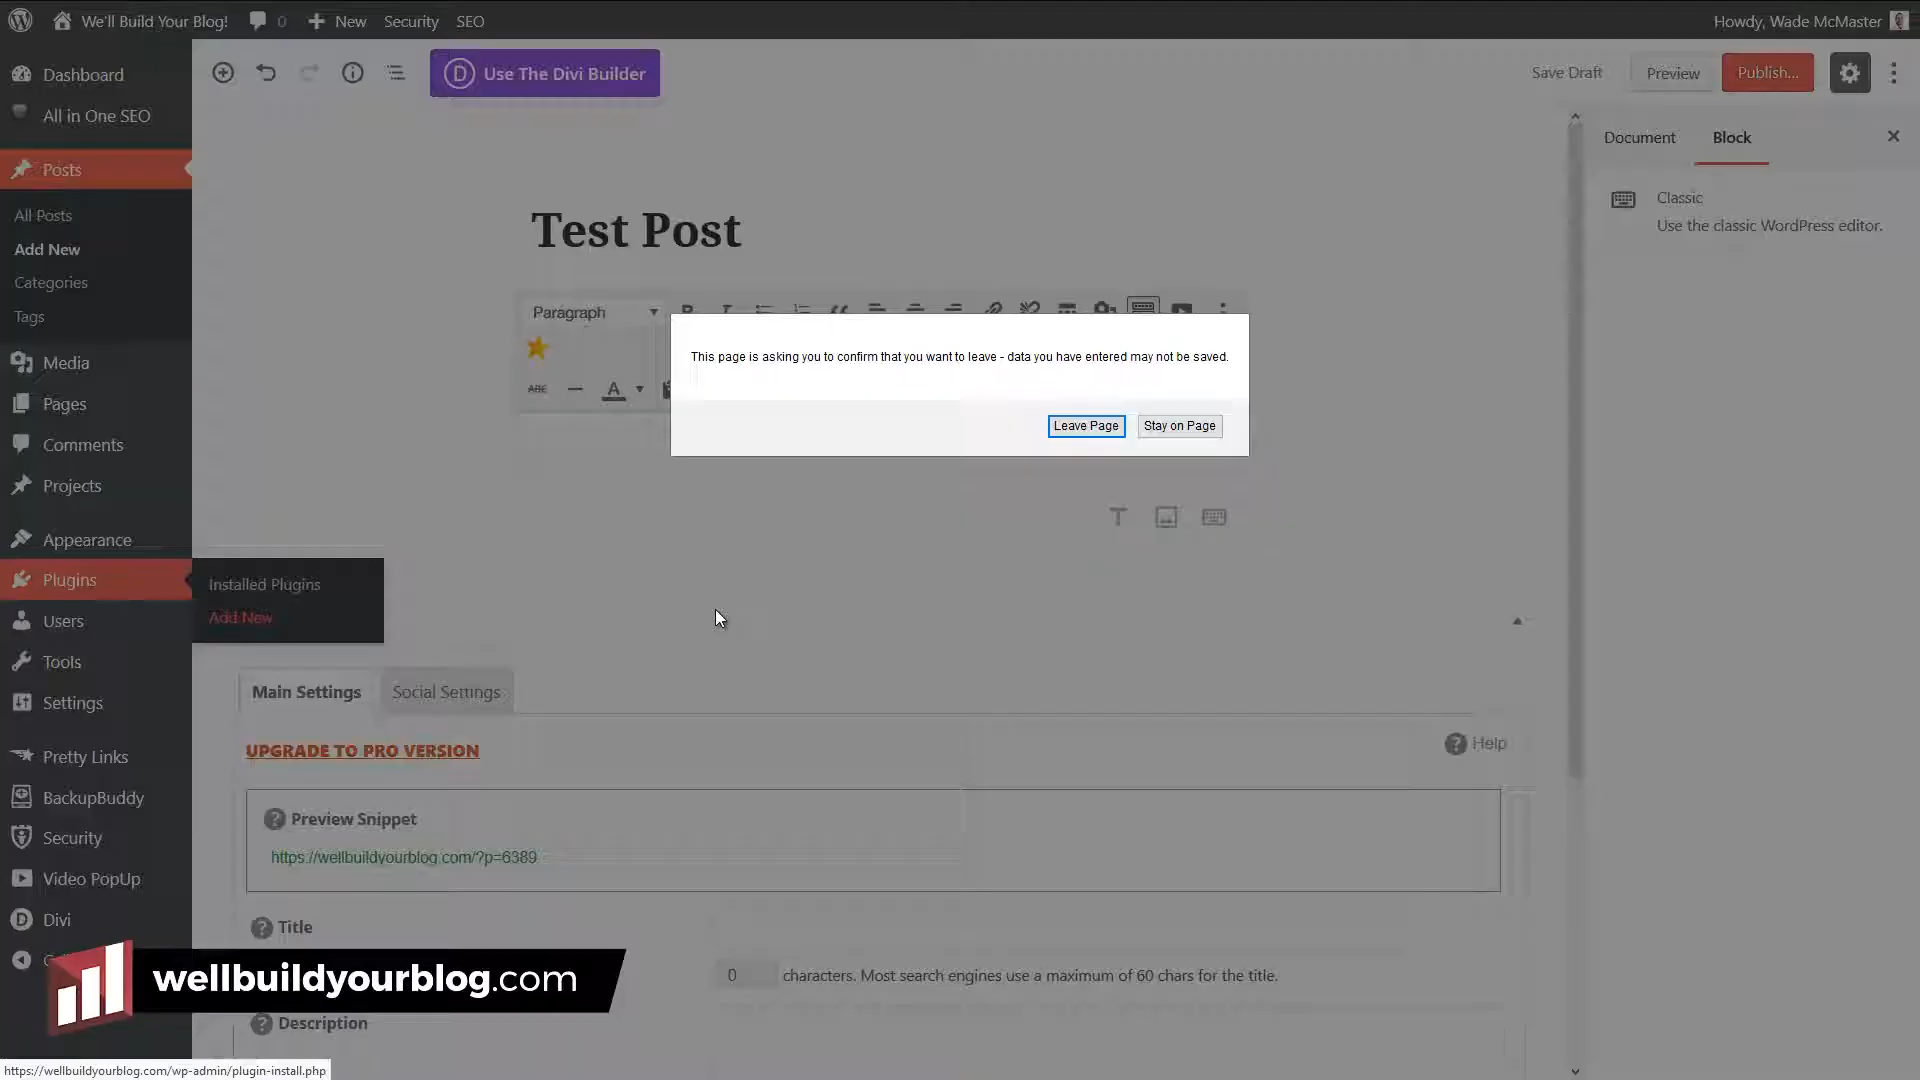 We'll Build Your Blog!
0
New
Security
SEO
Howdy, Wade McMaster
Dashboard
All in One SEO
Posts
All Posts
Add New
Categories
Tags
Media
Pages
Comments
Projects
Appearance
Plugins
Installed Plugins
Add New
Users
Tools
Settings
Pretty Links
BackupBuddy
Security
Video PopUp
Divi
D Use The Divi Builder
Save Draft
Preview
Publish...
Document
Block
Classic
Use the classic WordPress editor.
Test Post
Paragraph
ABC
A
This page is asking you to confirm that you want to leave - data you have entered may not be saved.
Leave Page
Stay on Page
Main Settings
Social Settings
UPGRADE TO PRO VERSION
Help
Preview Snippet
https://wellbuildyourblog.com/?p=6389
Title
0 characters. Most search engines use a maximum of 60 chars for the title.
Description
wellbuildyourblog.com
https://wellbuildyourblog.com/wp-admin/plugin-install.php